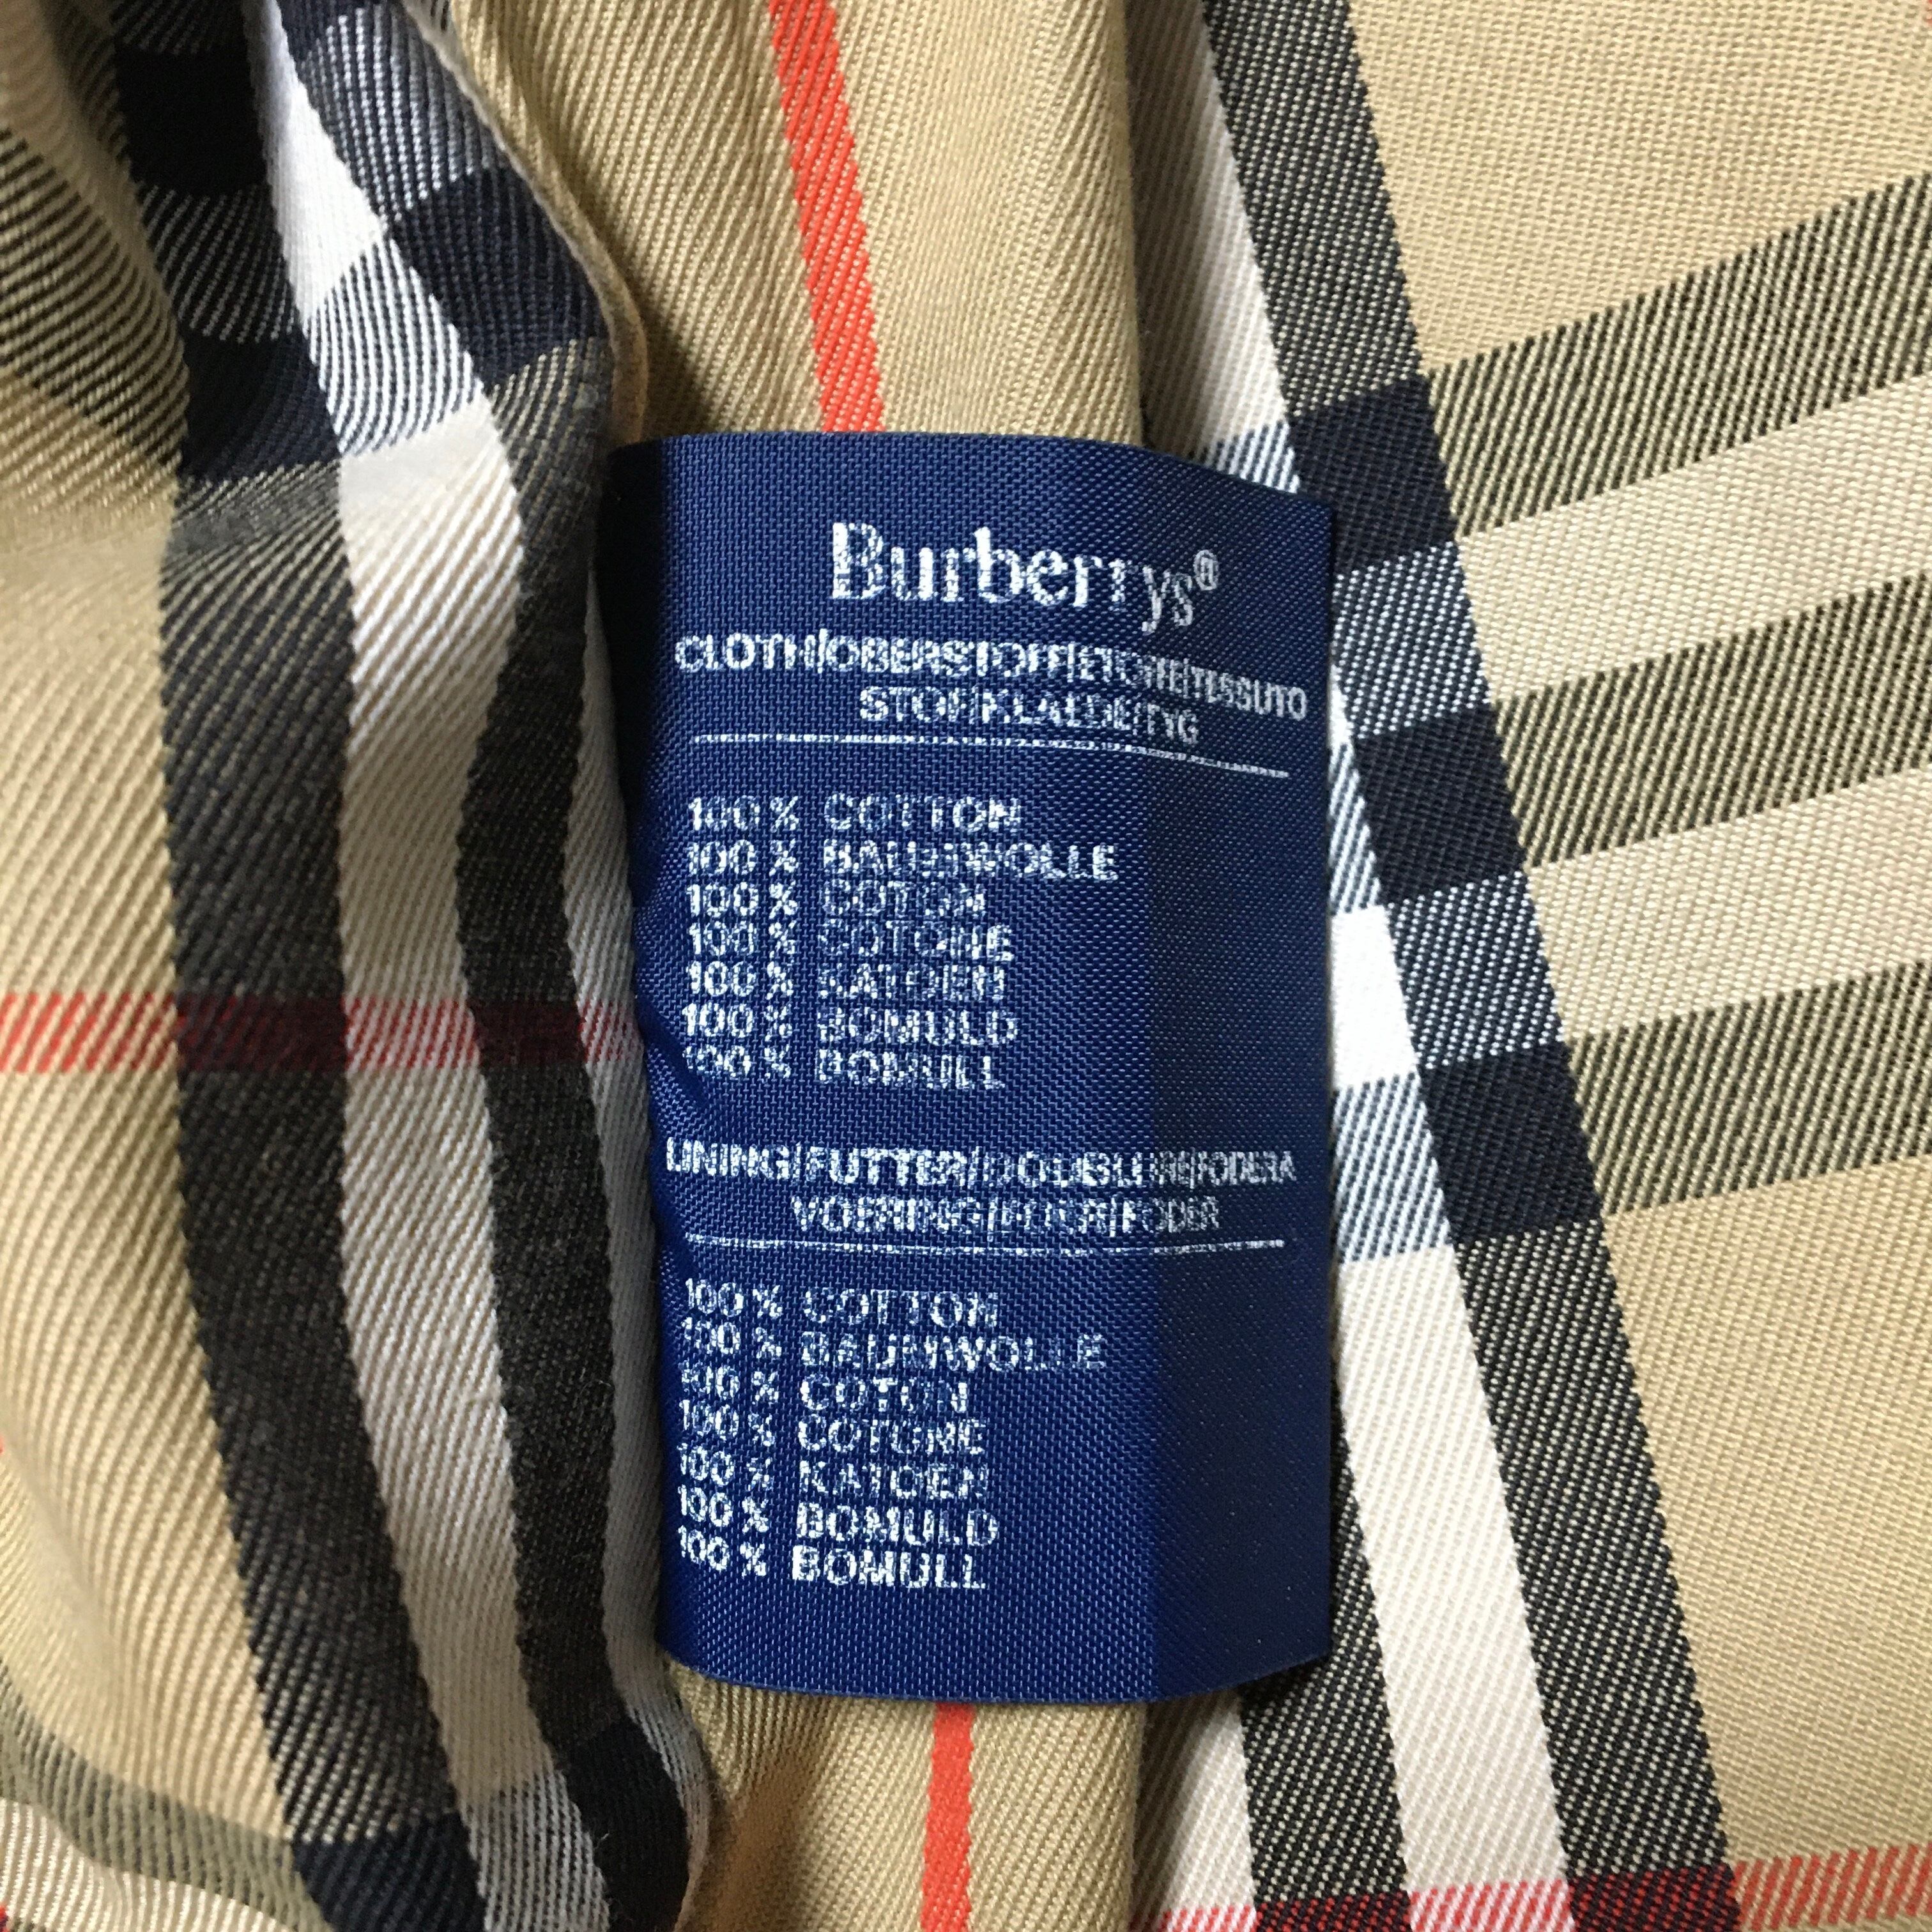 Burberrys®
CLOTH/OBERSTOFF/ETOFFE/TESSUTO
STOF/KLAEDE/TYG
100% COTTON
100% BAUMWOLLE
100% COTON
100% COTONE
100% KATOEN
100% BOMULD
100% BOMULL
LINING/FUTTER/DOUBLURE/FODERA
VOERING/FOER/FODER
100% COTTON
100% BAUMWOLLE
100% COTON
100% COTONE
100% KATOEN
100% BOMULD
100% BOMULL